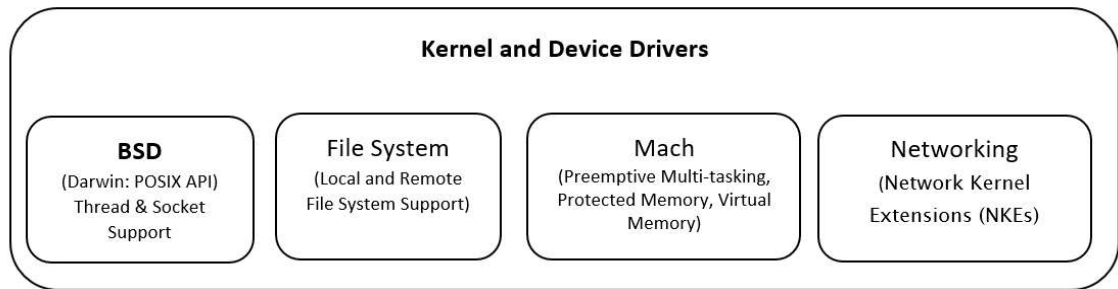 Kernel and Device Drivers
BSD
(Darwin: POSIX API)
Thread & Socket
Support
File System
(Local and Remote
File System Support)
Mach
(Preemptive Multi-tasking,
Protected Memory, Virtual
Memory)
Networking
(Network Kernel
Extensions (NKEs)